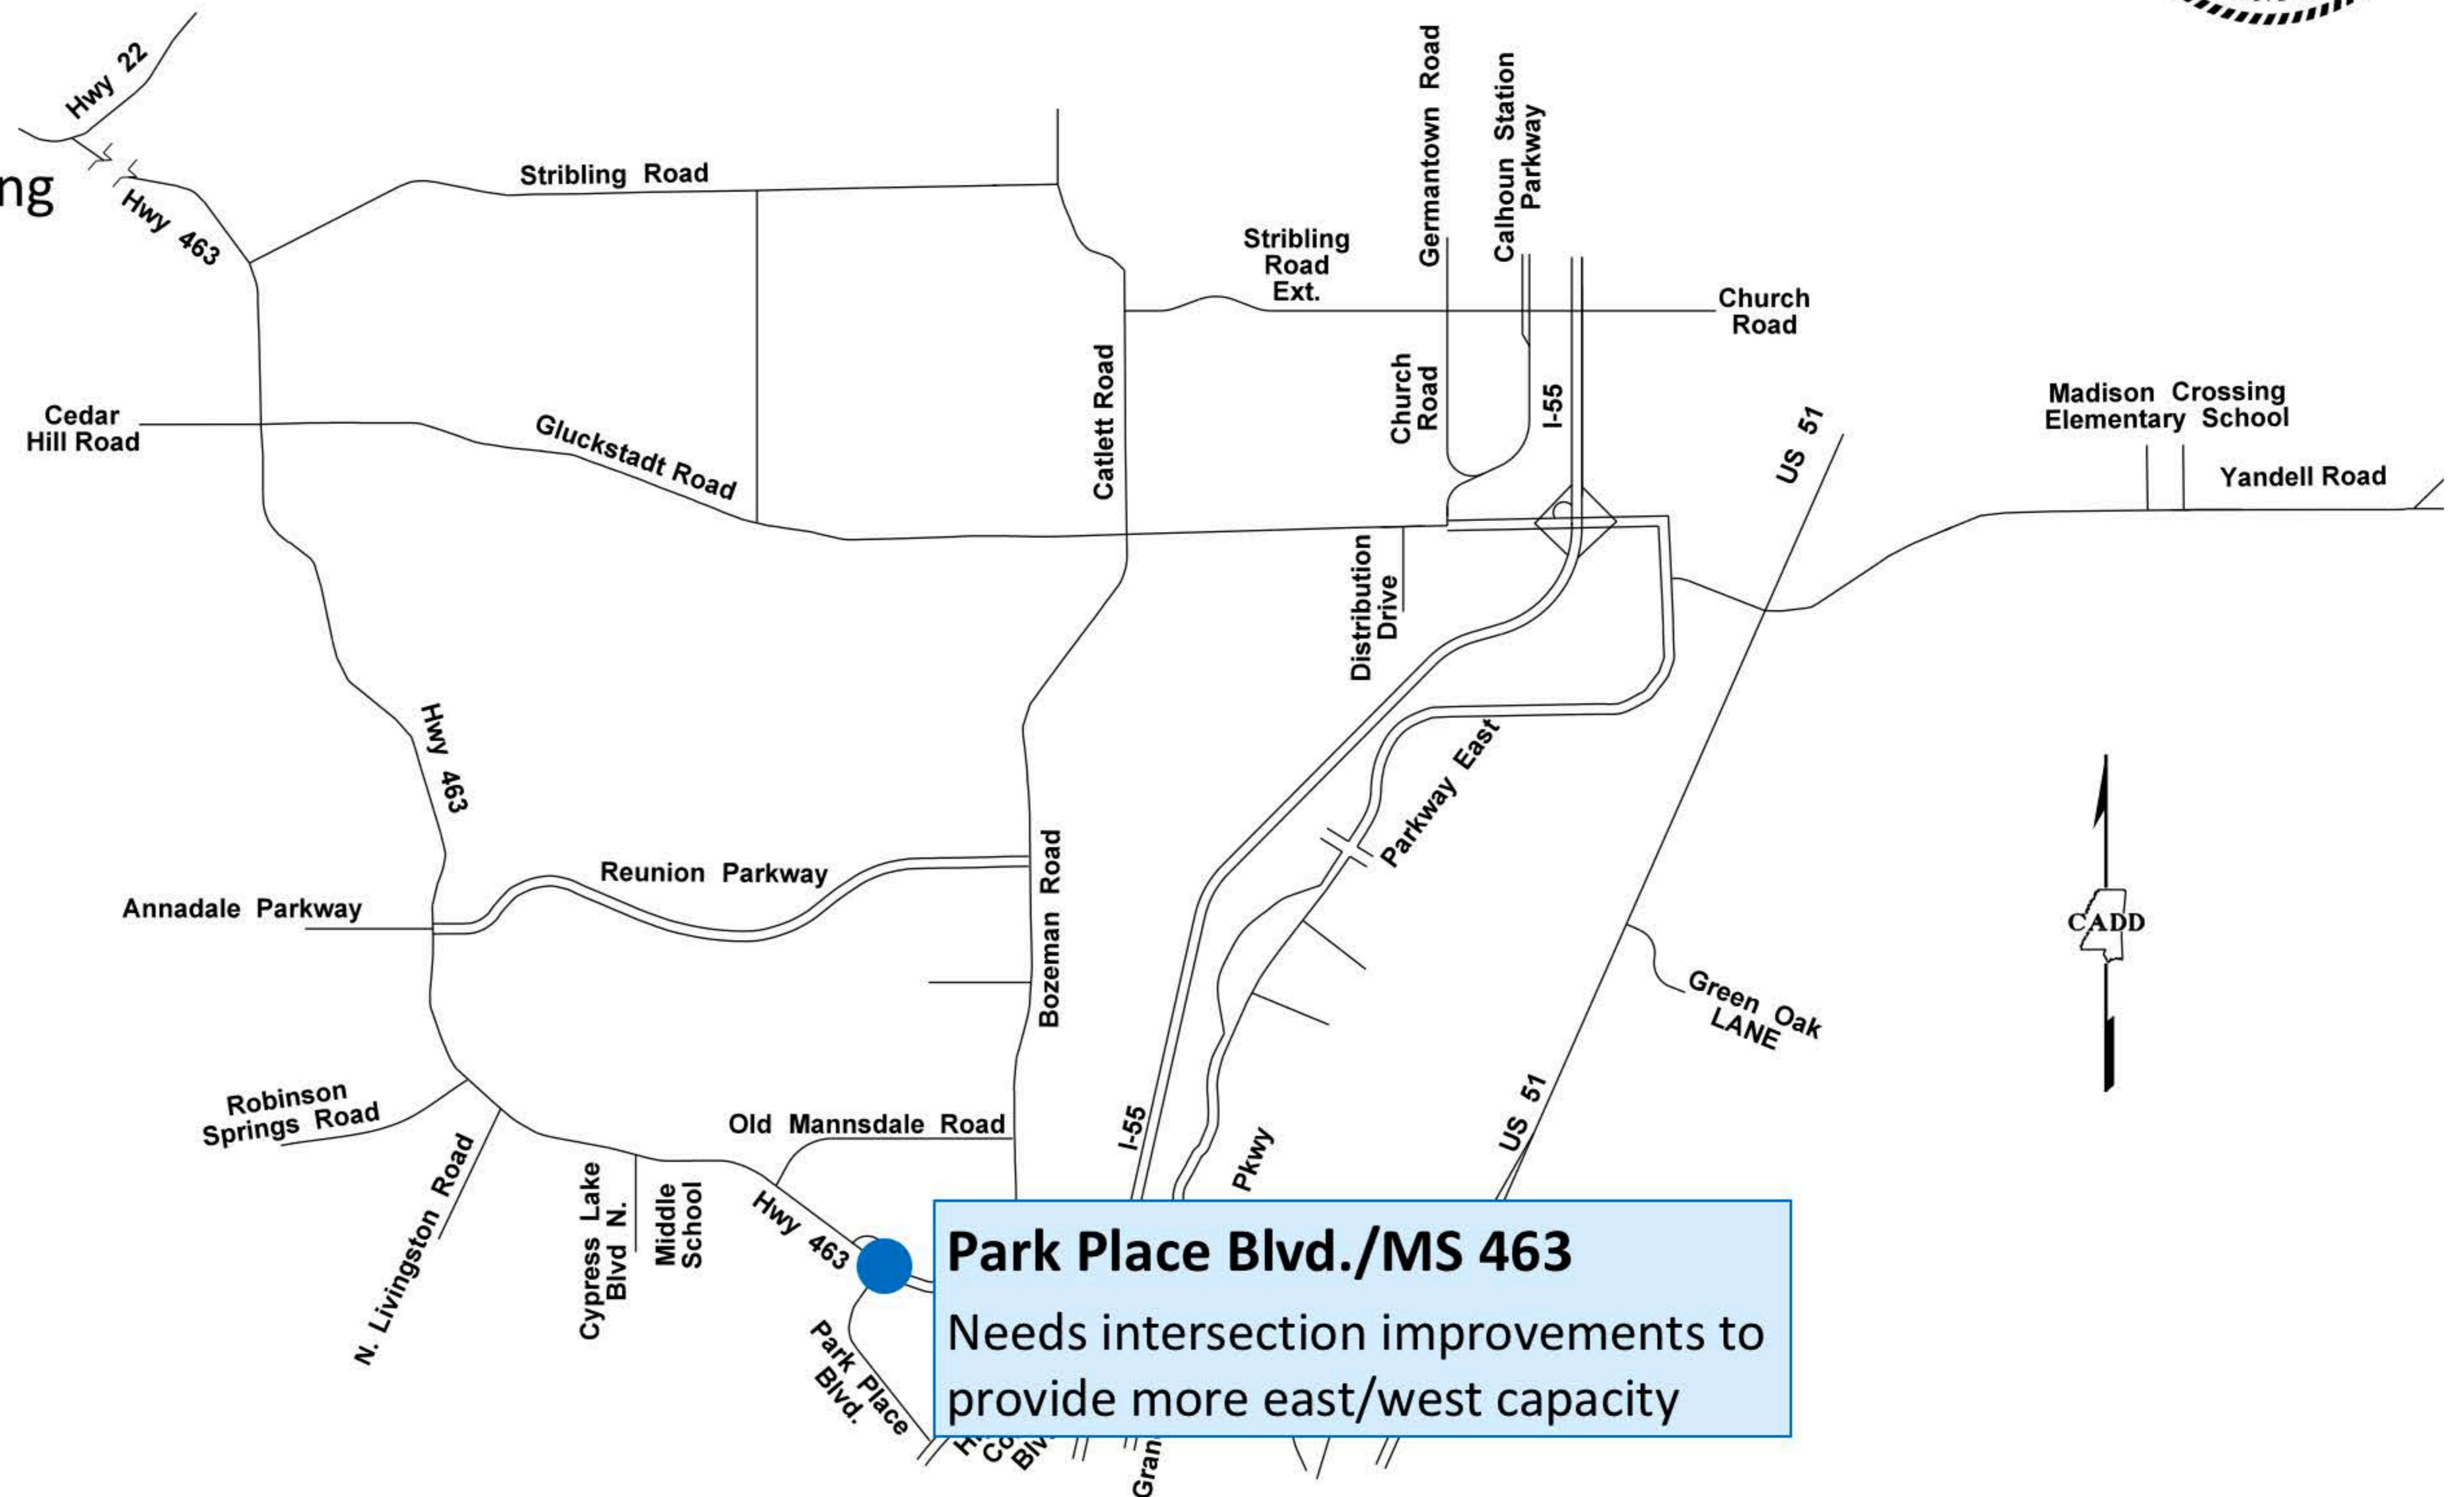 Hwy 22
ng
Hwy 463
Stribling Road
Germantown Road
Calhoun Station
Parkway
Stribling
Road
Ext.
Church
Road
Cedar
Hill Road
Gluckstadt Road
Catlett Road
Church
Road
I-55
US 51
Madison Crossing
Elementary School
Yandell Road
Distribution
Drive
Hwy 463
Parkway East
Reunion Parkway
Annadale Parkway
Bozeman Road
CADD
Green Oak
LANE
Robinson
Springs Road
Old Mannsdale Road
I-55
Pkwy
US 51
N. Livingston Road
Cypress Lake
Blvd N.
Middle
School
Hwy 463
Park Place
Blvd.
Park Place Blvd./MS 463
Needs intersection improvements to
provide more east/west capacity
H
Co
Blv
Gran